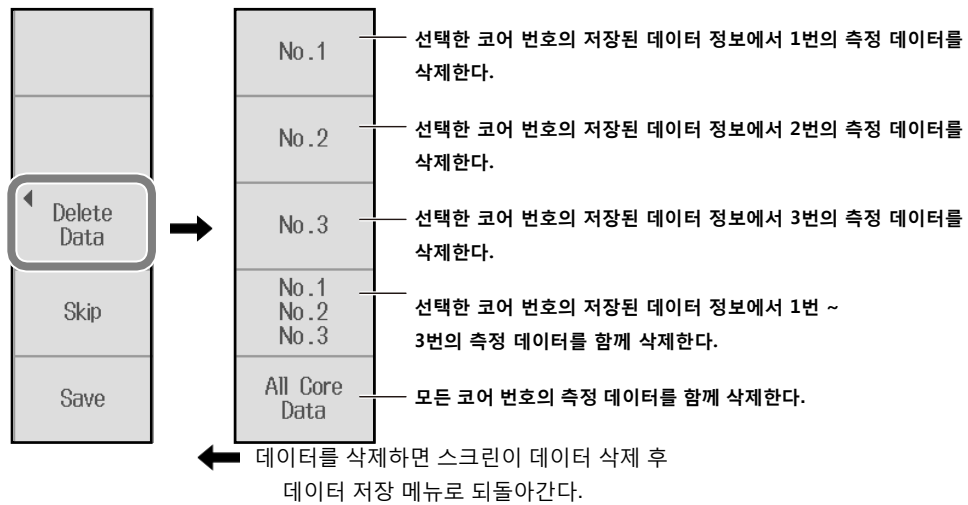 Delete
Data
Skip
Save
No.1
선택한 코어 번호의 저장된 데이터 정보에서 1번의 측정 데이터를
삭제한다.
No.2
선택한 코어 번호의 저장된 데이터 정보에서 2번의 측정 데이터를
삭제한다.
No.3
선택한 코어 번호의 저장된 데이터 정보에서 3번의 측정 데이터를
삭제한다.
No.1
No.2
No.3
선택한 코어 번호의 저장된 데이터 정보에서 1번 ~
3번의 측정 데이터를 함께 삭제한다.
All Core
Data
모든 코어 번호의 측정 데이터를 함께 삭제한다.
데이터를 삭제하면 스크린이 데이터 삭제 후
데이터 저장 메뉴로 되돌아간다.